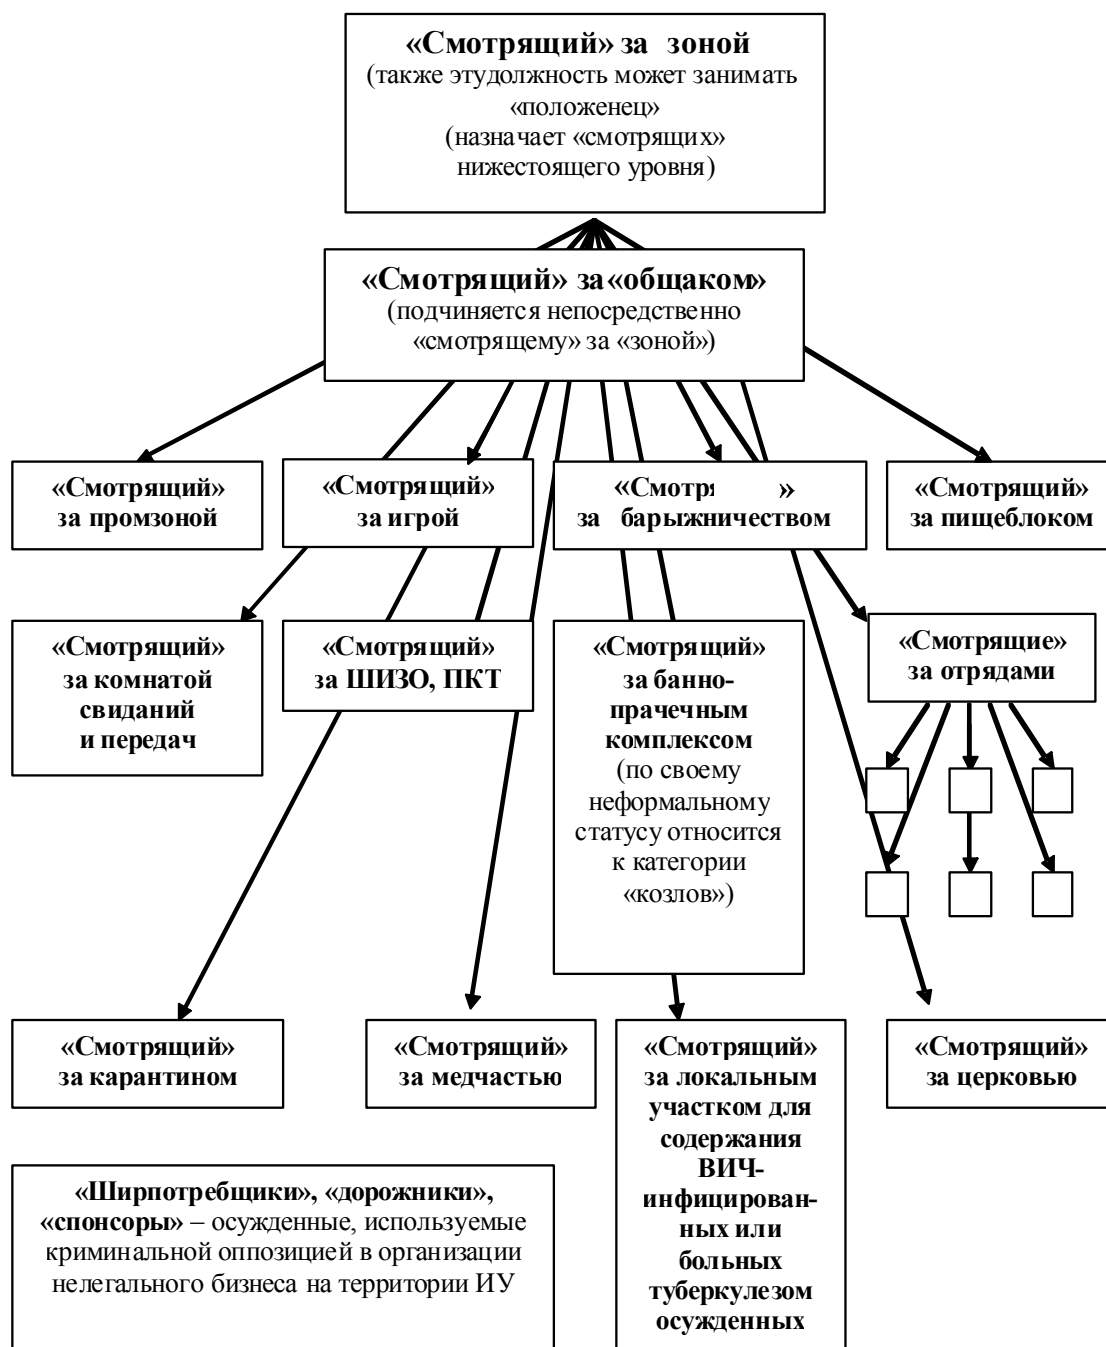 «Смотрящий» за зоной
(также этудолжность может занимать
«положенец»
(назначает «смотрящих»
нижестоящего уровня)
«Смотрящий» за«общаком»
(подчиняется непосредственно
«смотрящему» за «зоной»)
«Смотрящий»
за промзоной
«Смотрящий»
за игрой
«Смотря »
за барыжничеством
«Смотрящий»
за пищеблоком
«Смотрящий»
за комнатой
свиданий
и передач
«Смотрящий»
за ШИЗО, ПКТ
«Смотрящий»
за банно-
прачечным
комплексом
(по своему
неформальному
статусу относится
к категории
«козлов»)
«Смотрящие»
за отрядами
«Смотрящий»
за карантином
«Смотрящий»
за медчастью
«Смотрящий»
за локальным
участком для
содержания
ВИЧ-
инфицирован-
ных или
больных
туберкулезом
осужденных
«Смотрящий»
за церковью
«Ширпотребщики», «дорожники»,
«спонсоры» – осужденные, используемые
криминальной оппозицией в организации
нелегального бизнеса на территории ИУ